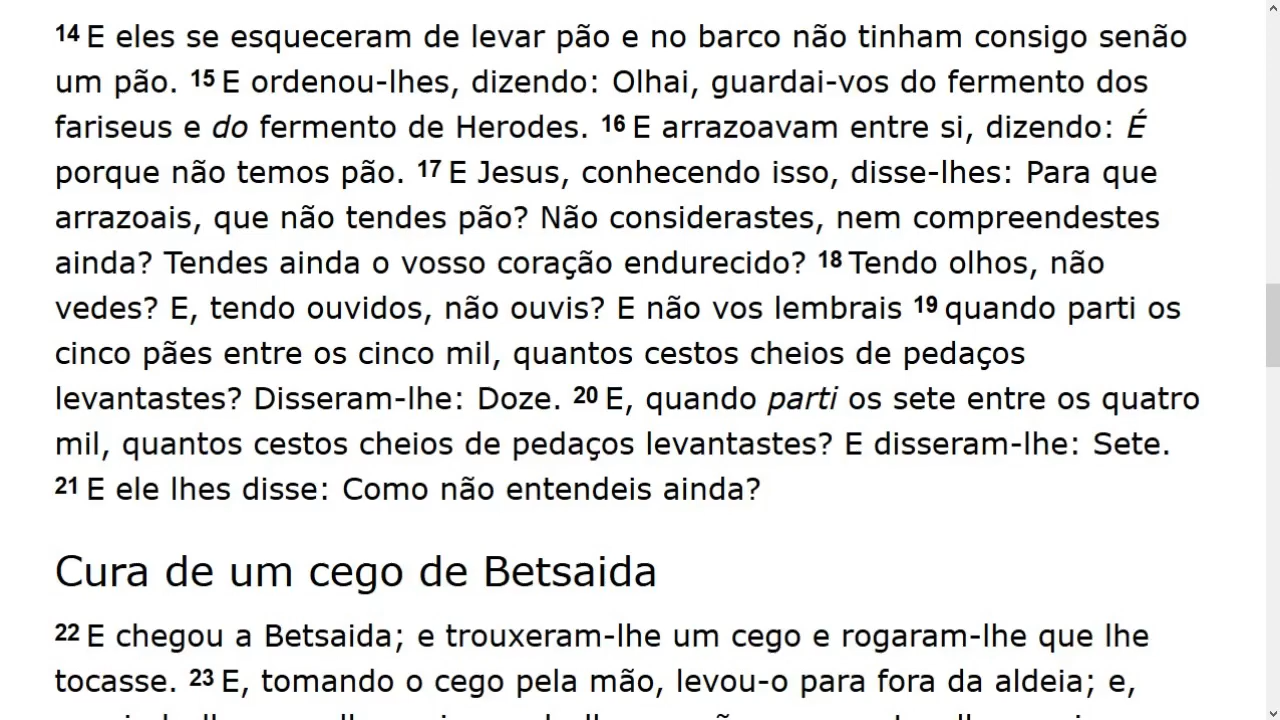 14 E eles se esqueceram de levar pão e no barco não tinham consigo senão
um pão. 15 E ordenou-lhes, dizendo: Olhai, guardai-vos do fermento dos
fariseus e do fermento de Herodes. 16 E arrazoavam entre si, dizendo: É
porque não temos pão. 17 E Jesus, conhecendo isso, disse-lhes: Para que
arrazoais, que não tendes pão? Não considerastes, nem compreendestes
ainda? Tendes ainda o vosso coração endurecido? 18 Tendo olhos, não
vedes? E, tendo ouvidos, não ouvis? E não vos lembrais 19 quando parti os
cinco pães entre os cinco mil, quantos cestos cheios de pedaços
levantastes? Disseram-lhe: Doze. 20 E, quando parti os sete entre os quatro
mil, quantos cestos cheios de pedaços levantastes? E disseram-lhe: Sete.
21 E ele lhes disse: Como não entendeis ainda?
Cura de um cego de Betsaida
22 E chegou a Betsaida; e trouxeram-lhe um cego e rogaram-lhe que lhe
tocasse. 23 E, tomando o cego pela mão, levou-o para fora da aldeia; e,